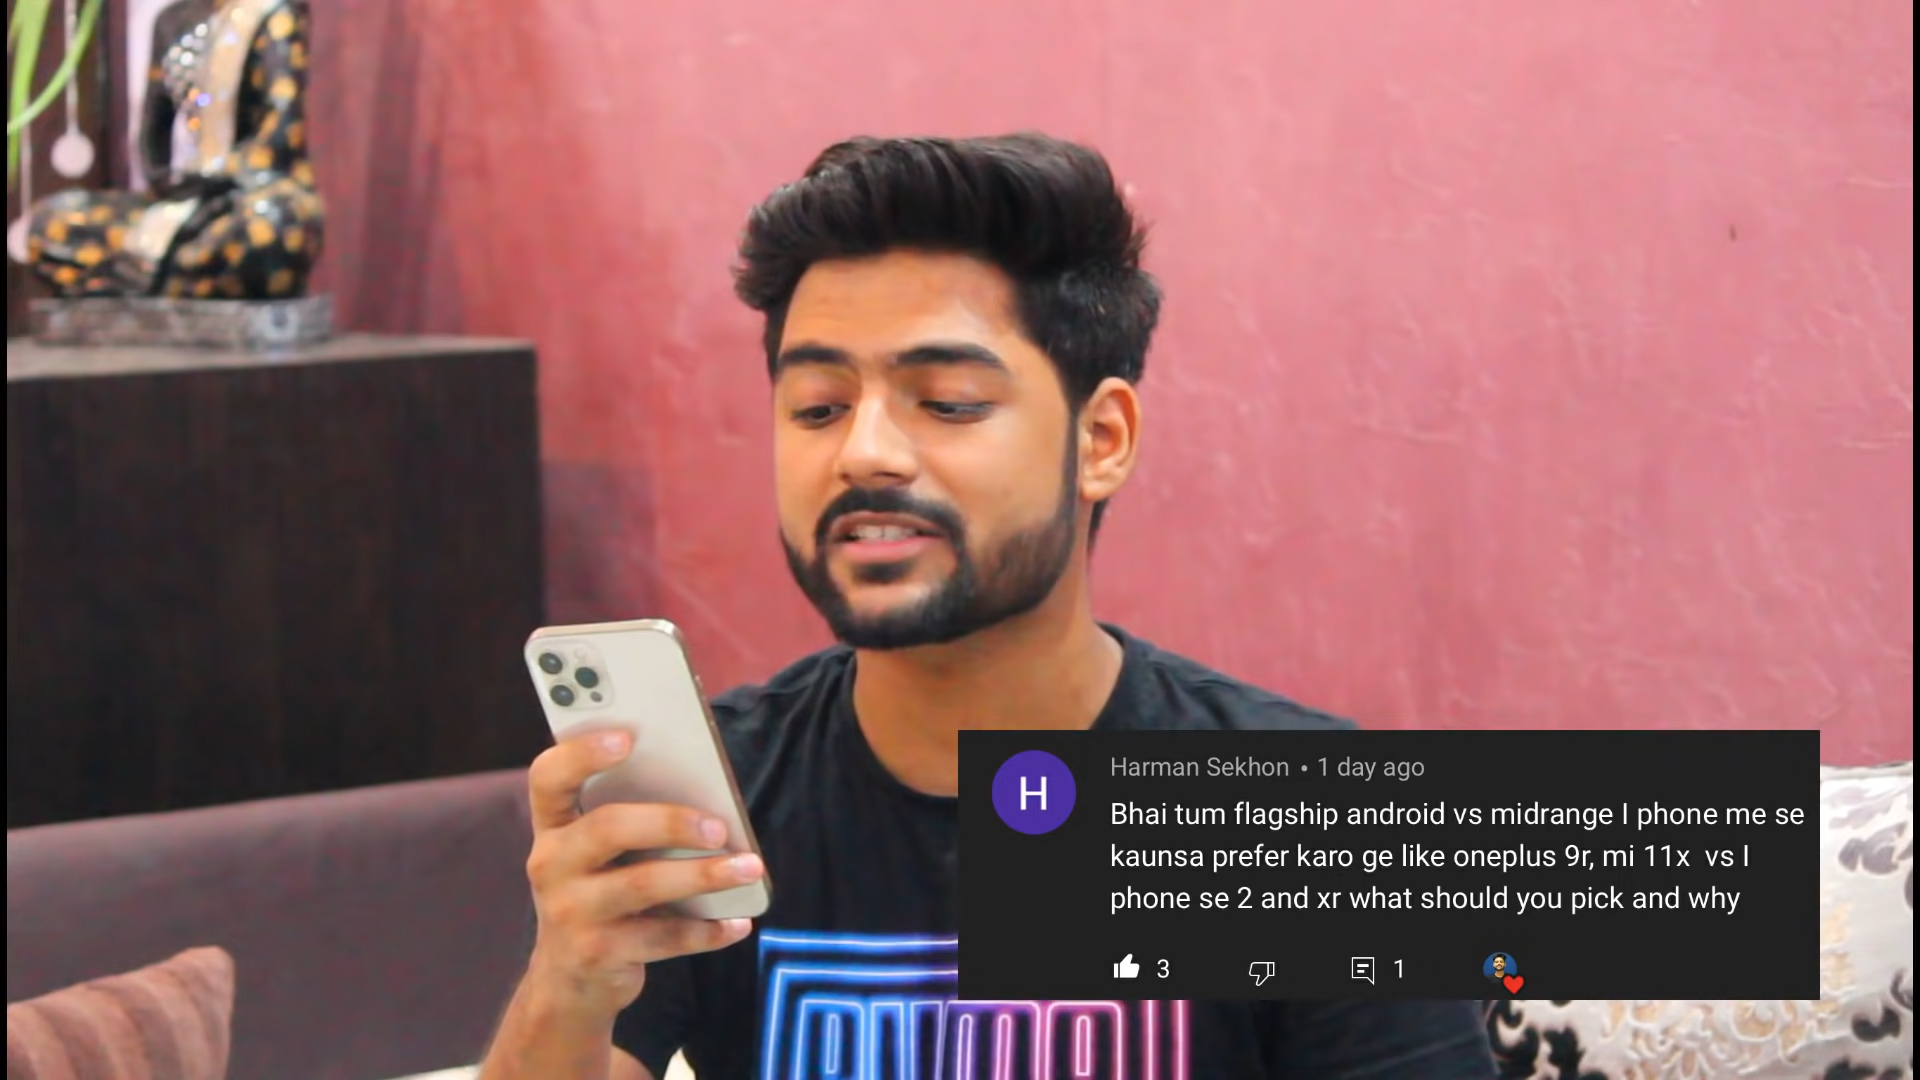 H
Harman Sekhon • 1 day ago
Bhai tum flagship android vs midrange I phone me se
kaunsa prefer karo ge like oneplus 9r, mi 11x  vs I
phone se 2 and xr what should you pick and why
3
1